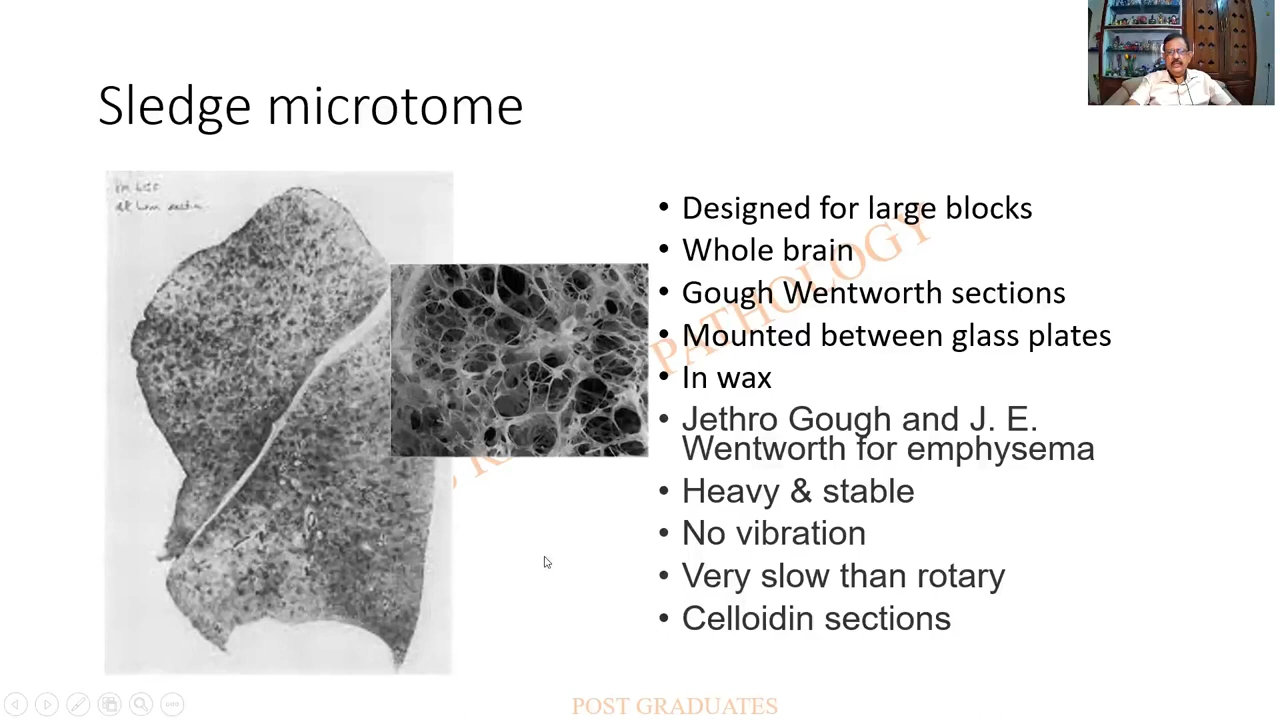 Sledge microtome
• Designed for large blocks
• Whole brain
• Gough Wentworth sections
• Mounted between glass plates
• In wax
• Jethro Gough and J. E.
Wentworth for emphysema
• Heavy & stable
• No vibration
• Very slow than rotary
• Celloidin sections
PATHOLOGY
POST GRADUATES